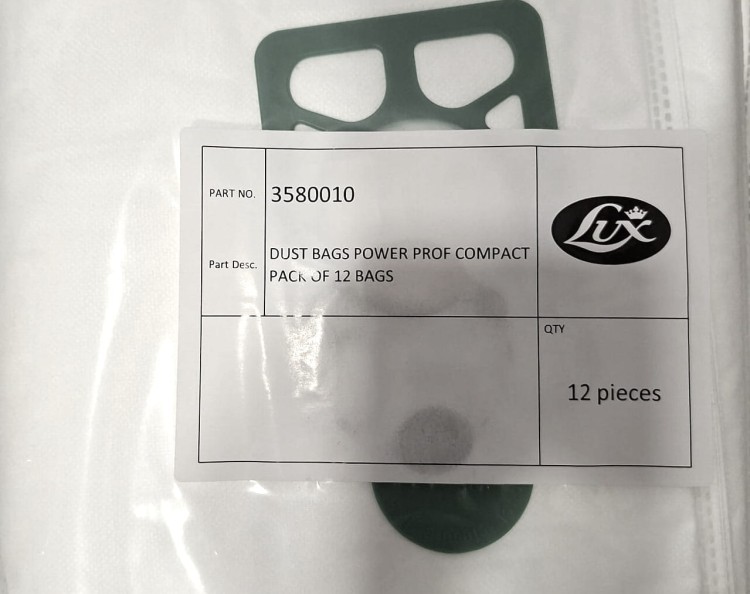 PART NO.
3580010
Lux
Part Desc.
DUST BAGS POWER PROF COMPACT
PACK OF 12 BAGS
QTY
12 pieces